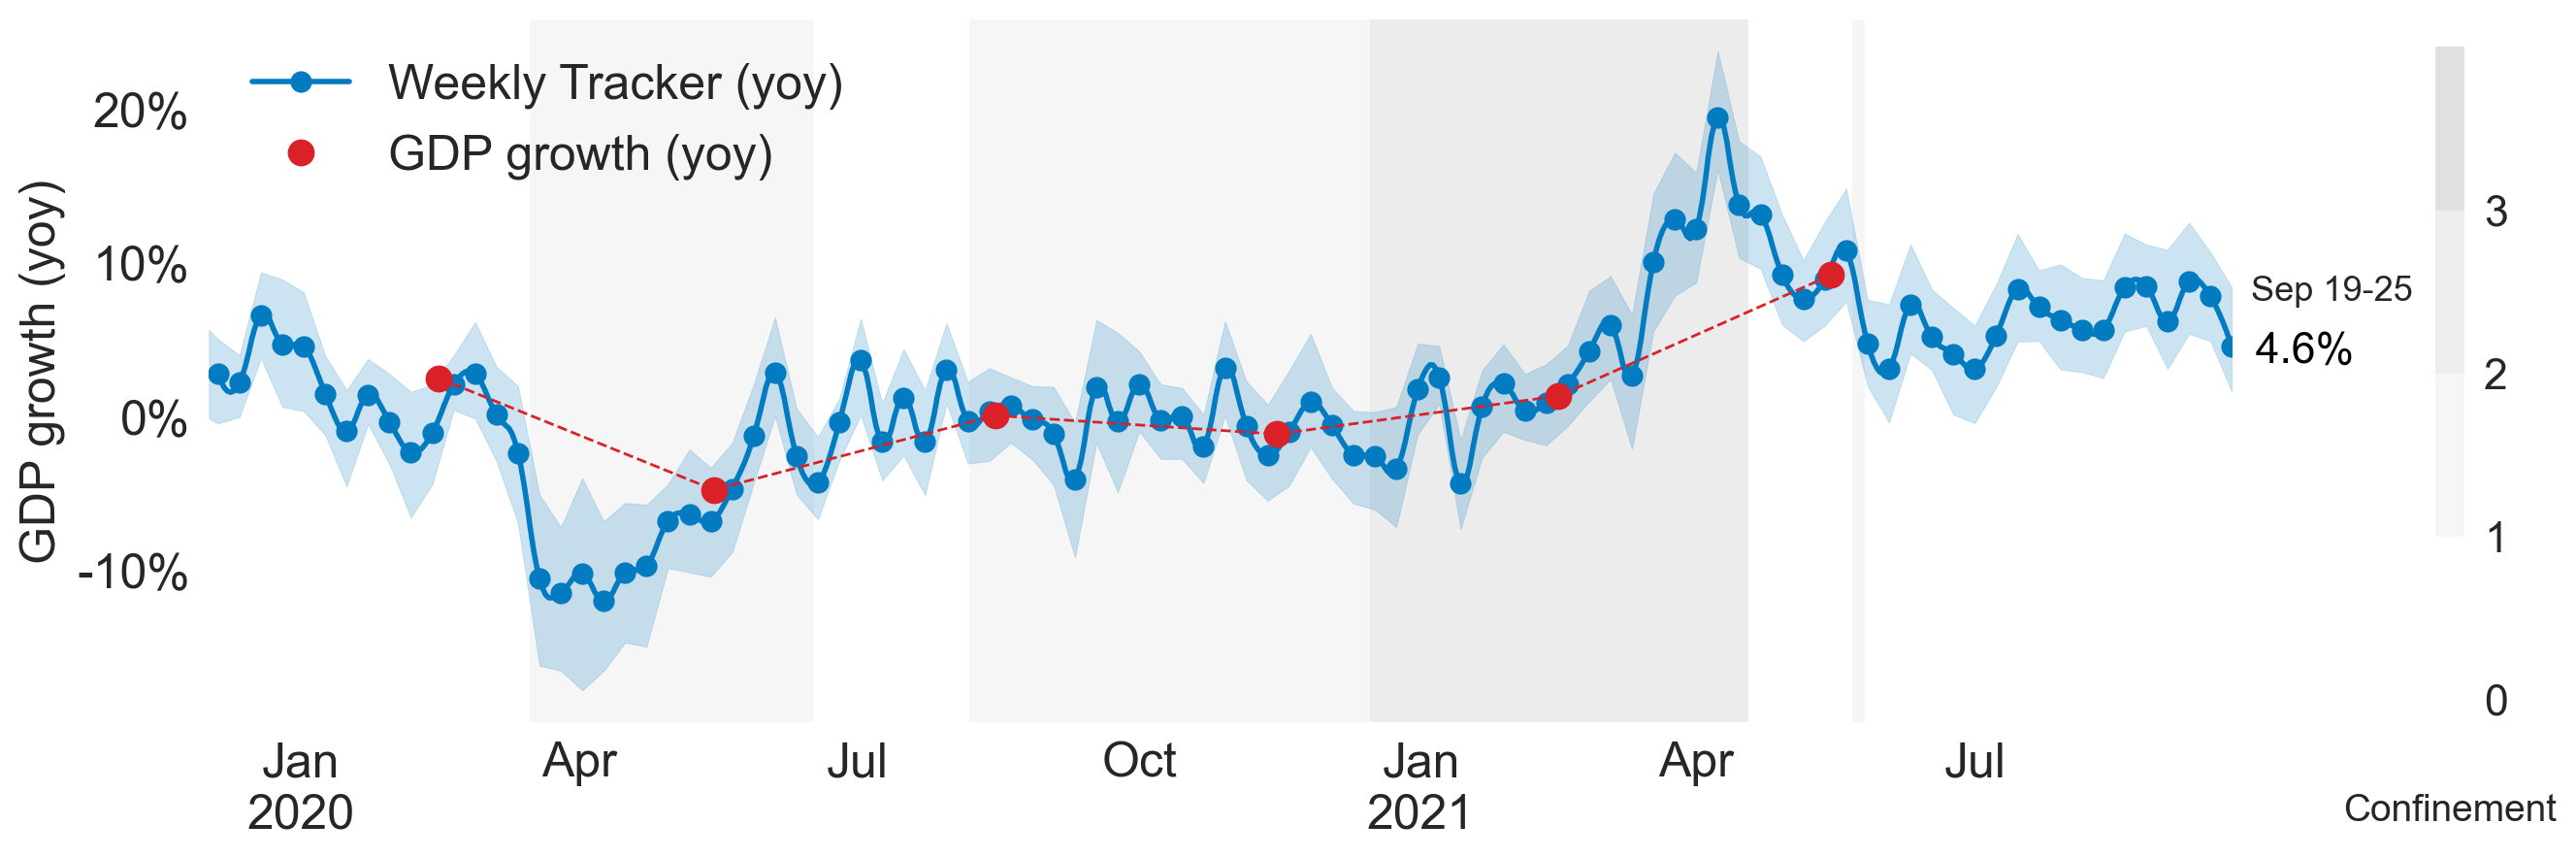 Weekly Tracker (yoy)
GDP growth (yoy)
GDP growth (yoy)
20%
10%
0%
-10%
Jan
2020
Apr
Jul
Oct
Jan
2021
Apr
Jul
Sep 19-25
4.6%
3
2
1
0
Confinement